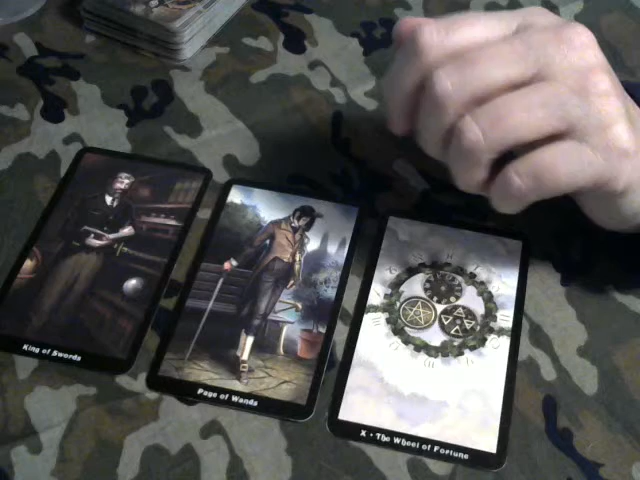 King of Swords
Page of Wands
X • The Wheel of Fortune